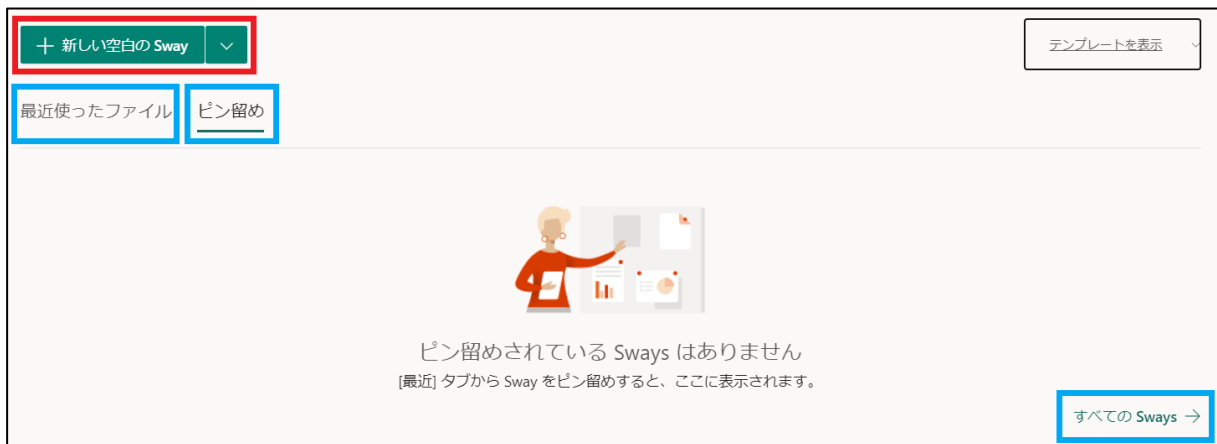 新しい空白の Sway
テンプレートを表示
最近使ったファイル ピン留め
ピン留めされている Sways はありません
[最近] タブから Sway をピン留めすると、ここに表示されます。
すべての Sways →